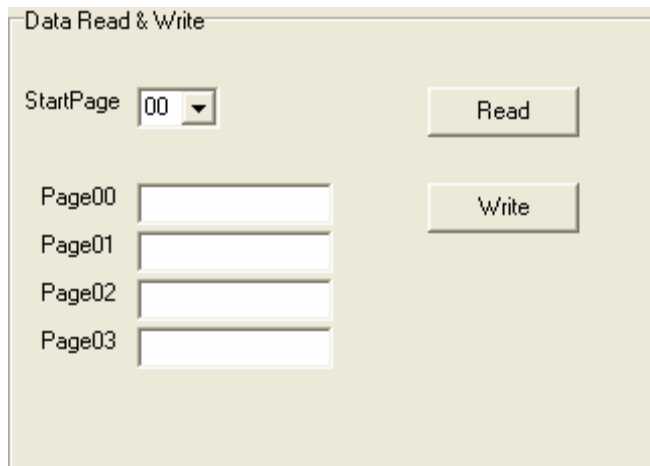 Data Read & Write
StartPage 00 Read
Page00 Write
Page01
Page02
Page03